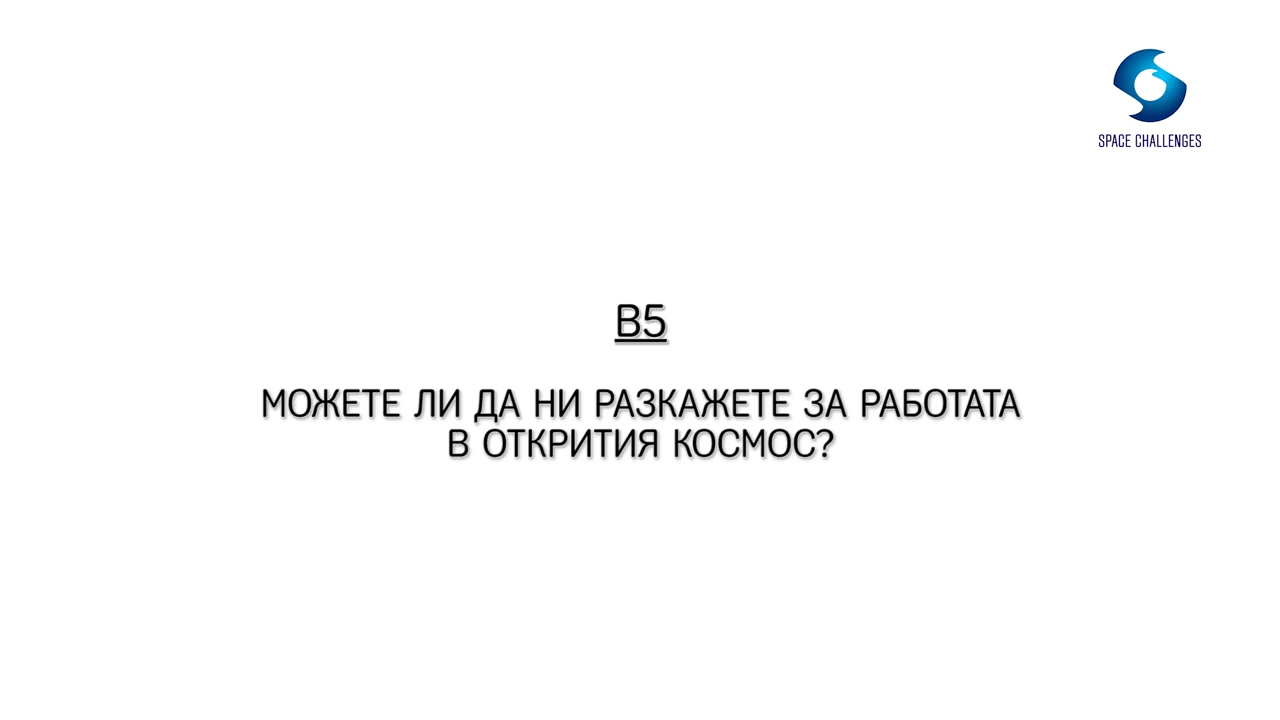 SPACE CHALLENGES
В5
МОЖЕТЕ ЛИ ДА НИ РАЗКАЖЕТЕ ЗА РАБОТАТА
В ОТКРИТИЯ КОСМОС?